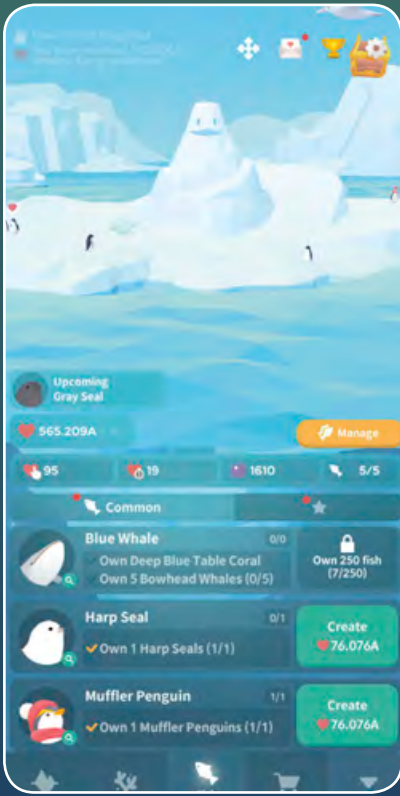 Upcoming
Gray Seal
565.209A
Manage
95
19
1610
5/5
Common
Blue Whale
0/0
Own Deep Blue Table Coral
Own 5 Bowhead Whales (0/5)
Own 250 fish
(7/250)
Harp Seal
0/1
Own 1 Harp Seals (1/1)
Create
76.076A
Muffler Penguin
1/1
Own 1 Muffler Penguins (1/1)
Create
76.076A